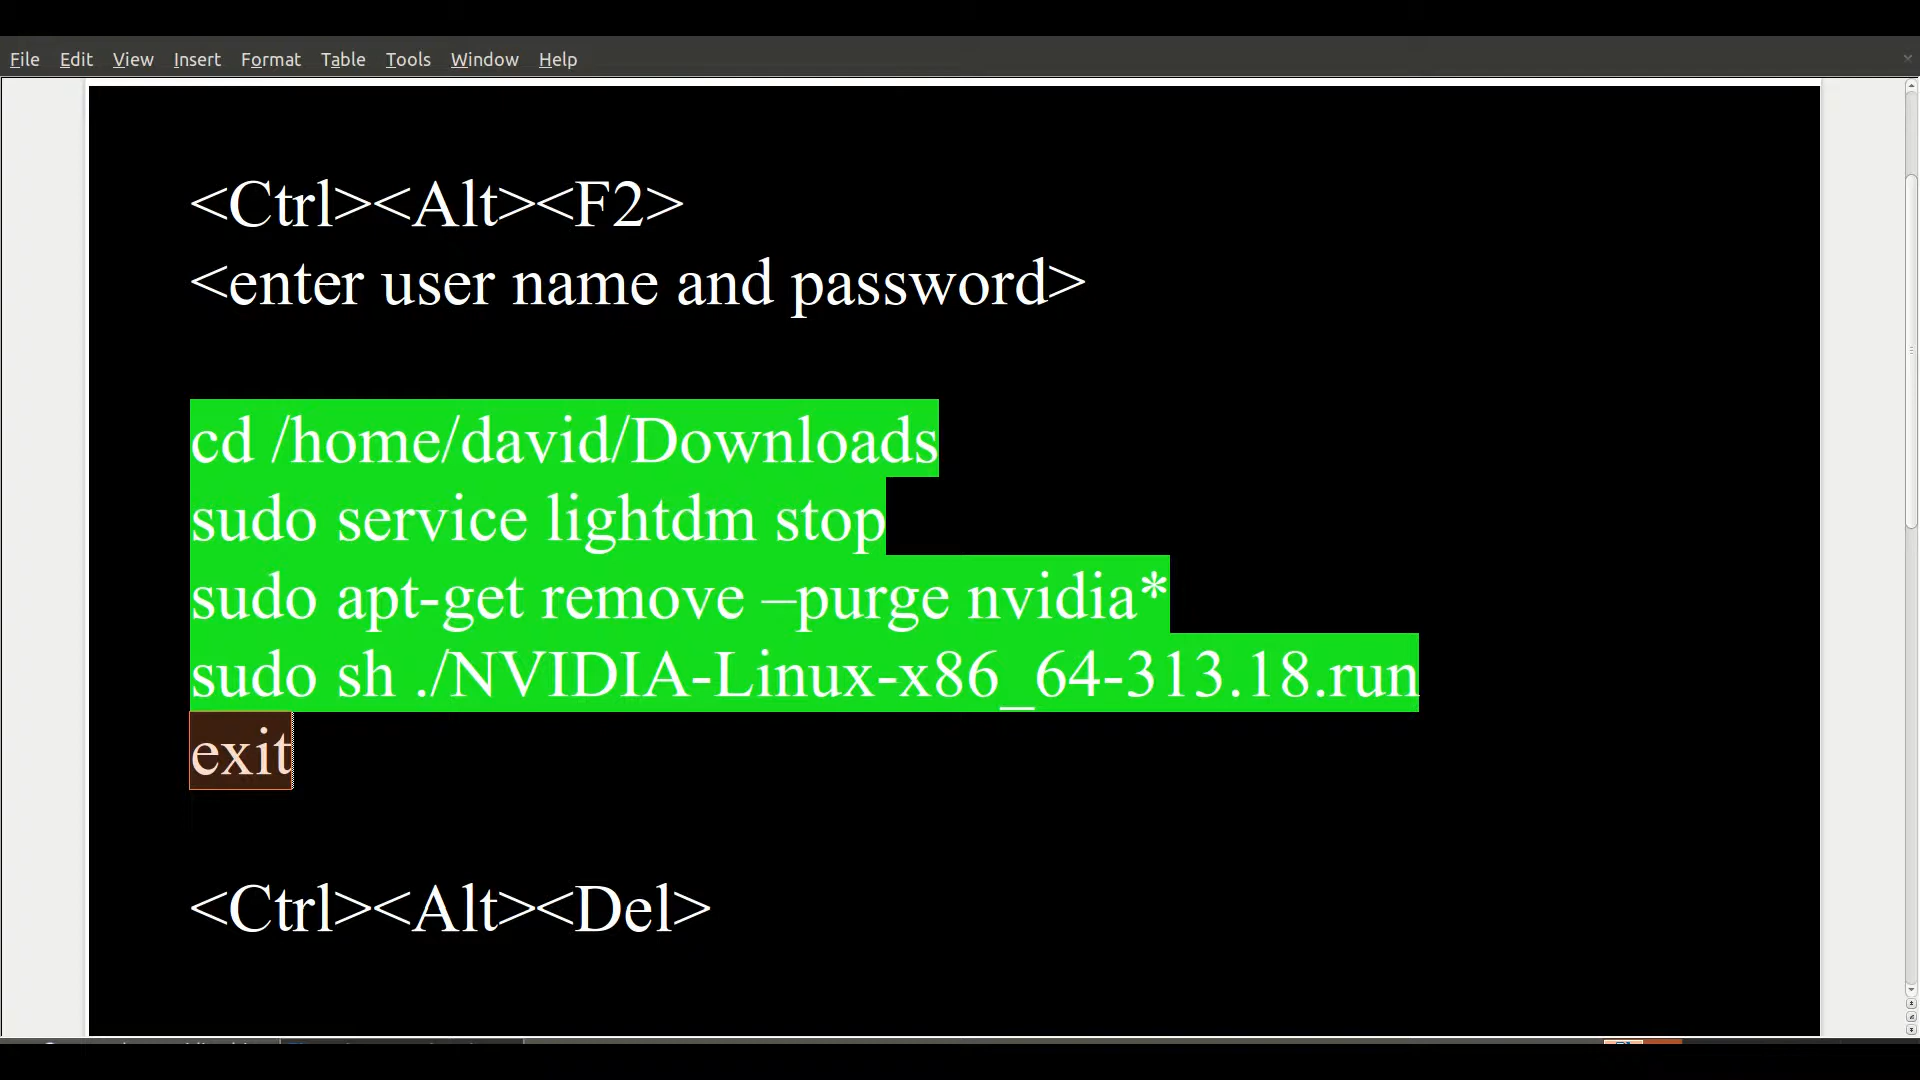 File Edit View Insert Format Table Tools Window Help
<Ctrl><Alt><F2>
<enter user name and password>
cd /home/david/Downloads
sudo service lightdm stop
sudo apt-get remove –purge nvidia*
sudo sh ./NVIDIA-Linux-x86_64-313.18.run
exit
<Ctrl><Alt><Del>